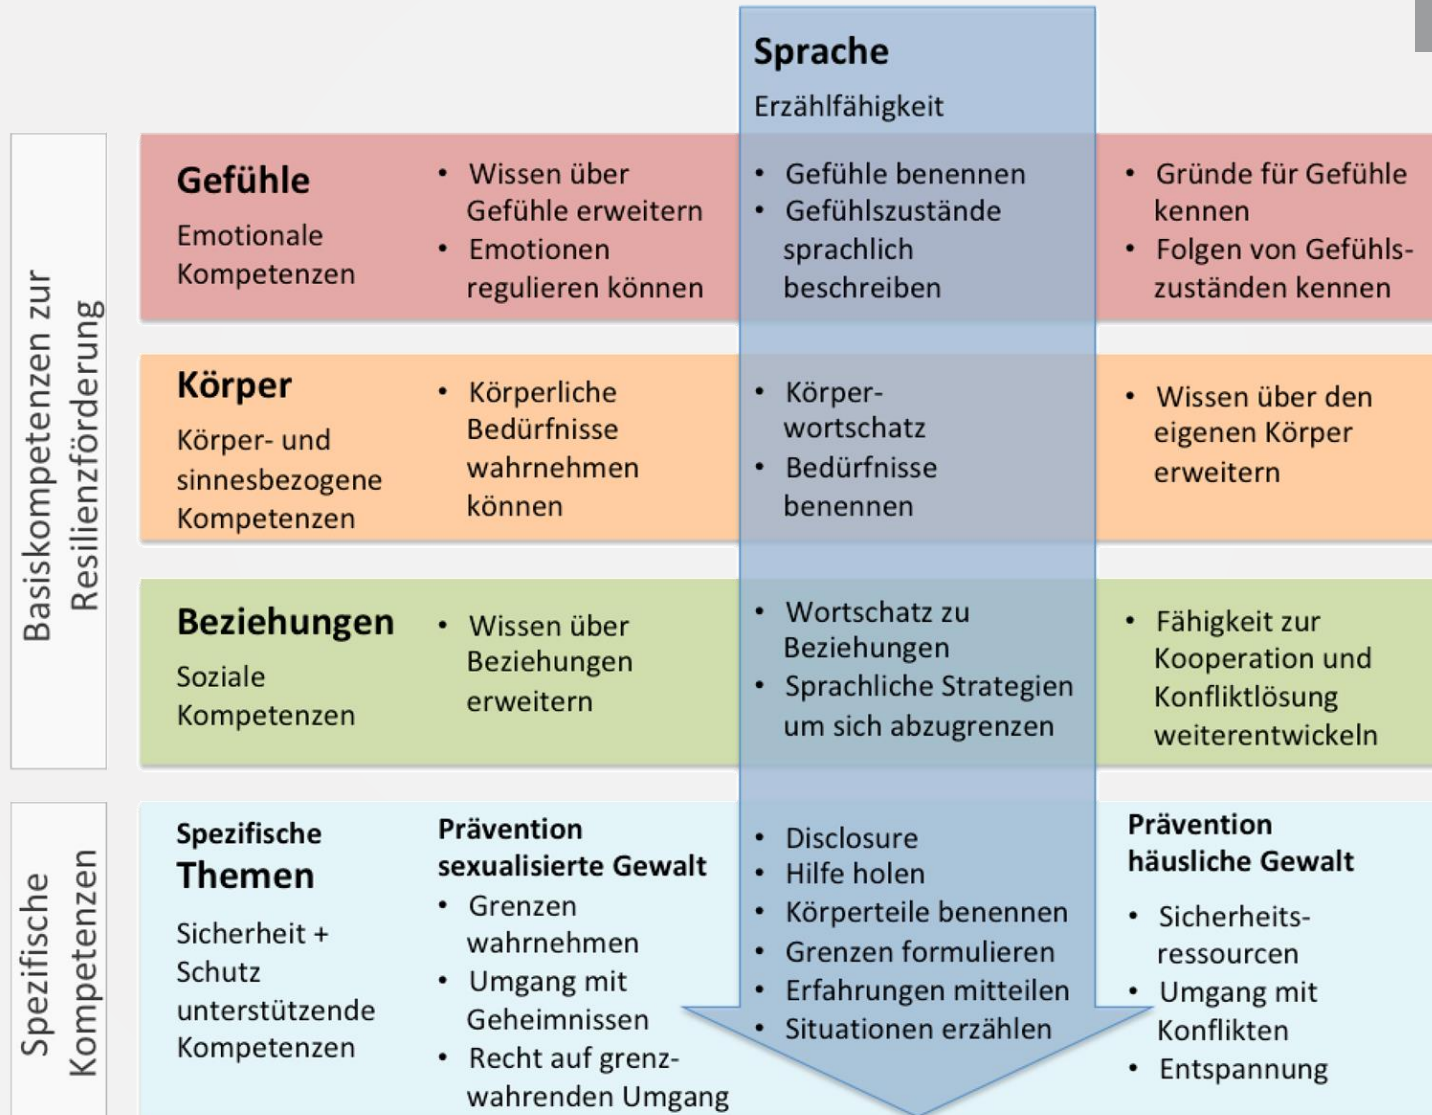 Sprache
Erzählfähigkeit
Basiskompetenzen zur
Resilienzförderung
Gefühle
Emotionale
Kompetenzen
• Wissen über
Gefühle erweitern
• Emotionen
regulieren können
• Gefühle benennen
• Gefühlszustände
sprachlich
beschreiben
• Gründe für Gefühle
kennen
• Folgen von Gefühls-
zuständen kennen
Körper
Körper- und
sinnesbezogene
Kompetenzen
• Körperliche
Bedürfnisse
wahrnehmen
können
• Körper-
wortschatz
• Bedürfnisse
benennen
• Wissen über den
eigenen Körper
erweitern
Beziehungen
Soziale
Kompetenzen
• Wissen über
Beziehungen
erweitern
• Wortschatz zu
Beziehungen
• Sprachliche Strategien
um sich abzugrenzen
• Fähigkeit zur
Kooperation und
Konfliktlösung
weiterentwickeln
Spezifische
Kompetenzen
Spezifische
Themen
Sicherheit +
Schutz
unterstützende
Kompetenzen
Prävention
sexualisierte Gewalt
• Grenzen
wahrnehmen
• Umgang mit
Geheimnissen
• Recht auf grenz-
wahrenden Umgang
• Disclosure
• Hilfe holen
• Körperteile benennen
• Grenzen formulieren
• Erfahrungen mitteilen
• Situationen erzählen
Prävention
häusliche Gewalt
• Sicherheits-
ressourcen
• Umgang mit
Konflikten
• Entspannung